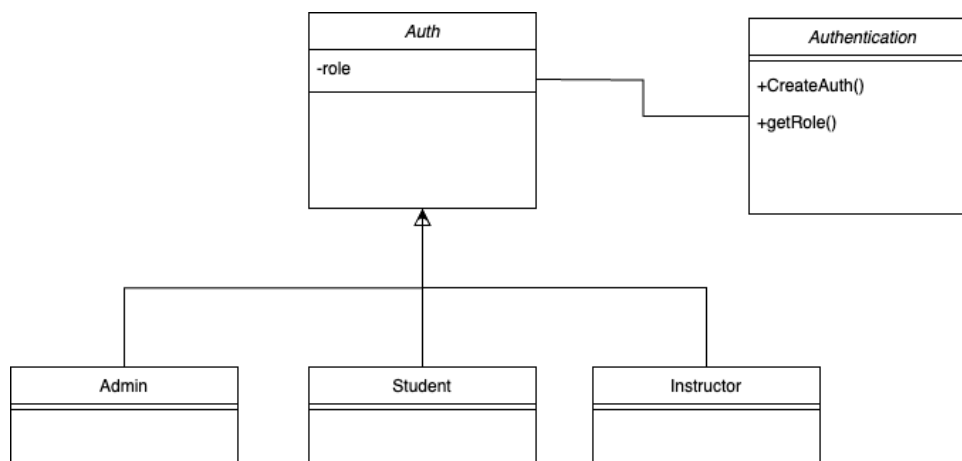 Auth
-role
Authentication
+CreateAuth()
+getRole()
Admin
Student
Instructor